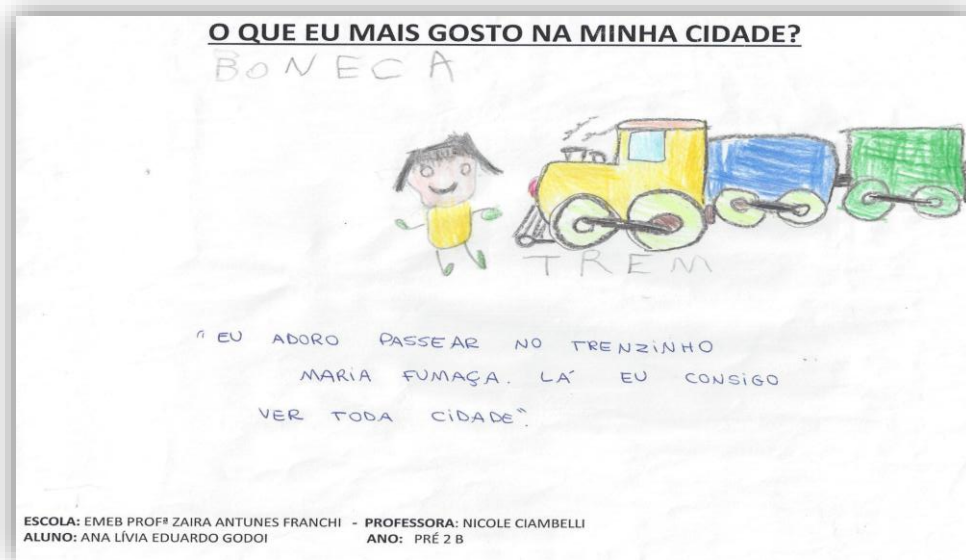 O QUE EU MAIS GOSTO NA MINHA CIDADE?
BONECA
TREM
"EU ADORO PASSEAR NO TRENZINHO
MARIA FUMAÇA. LÁ EU CONSIGO
VER TODA CIDADE".
ESCOLA: EMEB PROFª ZAIRA ANTUNES FRANCHI - PROFESSORA: NICOLE CIAMBELLI
ALUNO: ANA LÍVIA EDUARDO GODOI ANO: PRÉ 2 B